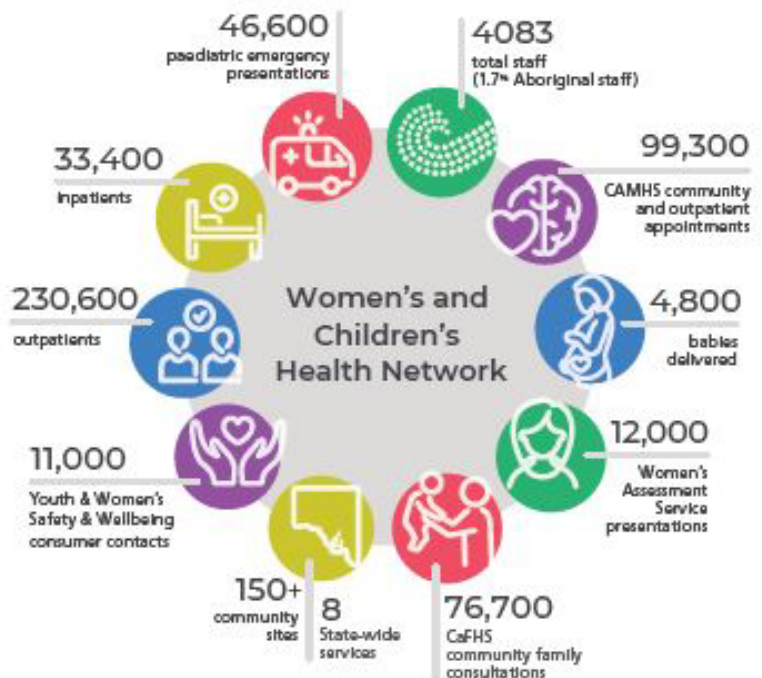 46,600
paediatric emergency
presentations
4083
total staff
(1.7% Aboriginal staff)
33,400
inpatients
99,300
CAMHS community
and outpatient
appointments
230,600
outpatients
Women's and
Children's
Health Network
4,800
babies
delivered
11,000
Youth & Women's
Safety & Wellbeing
consumer contacts
12,000
Women's
Assessment
Service
presentations
150+
community
sites
8
State-wide
services
76,700
CaFHS
community family
consultations